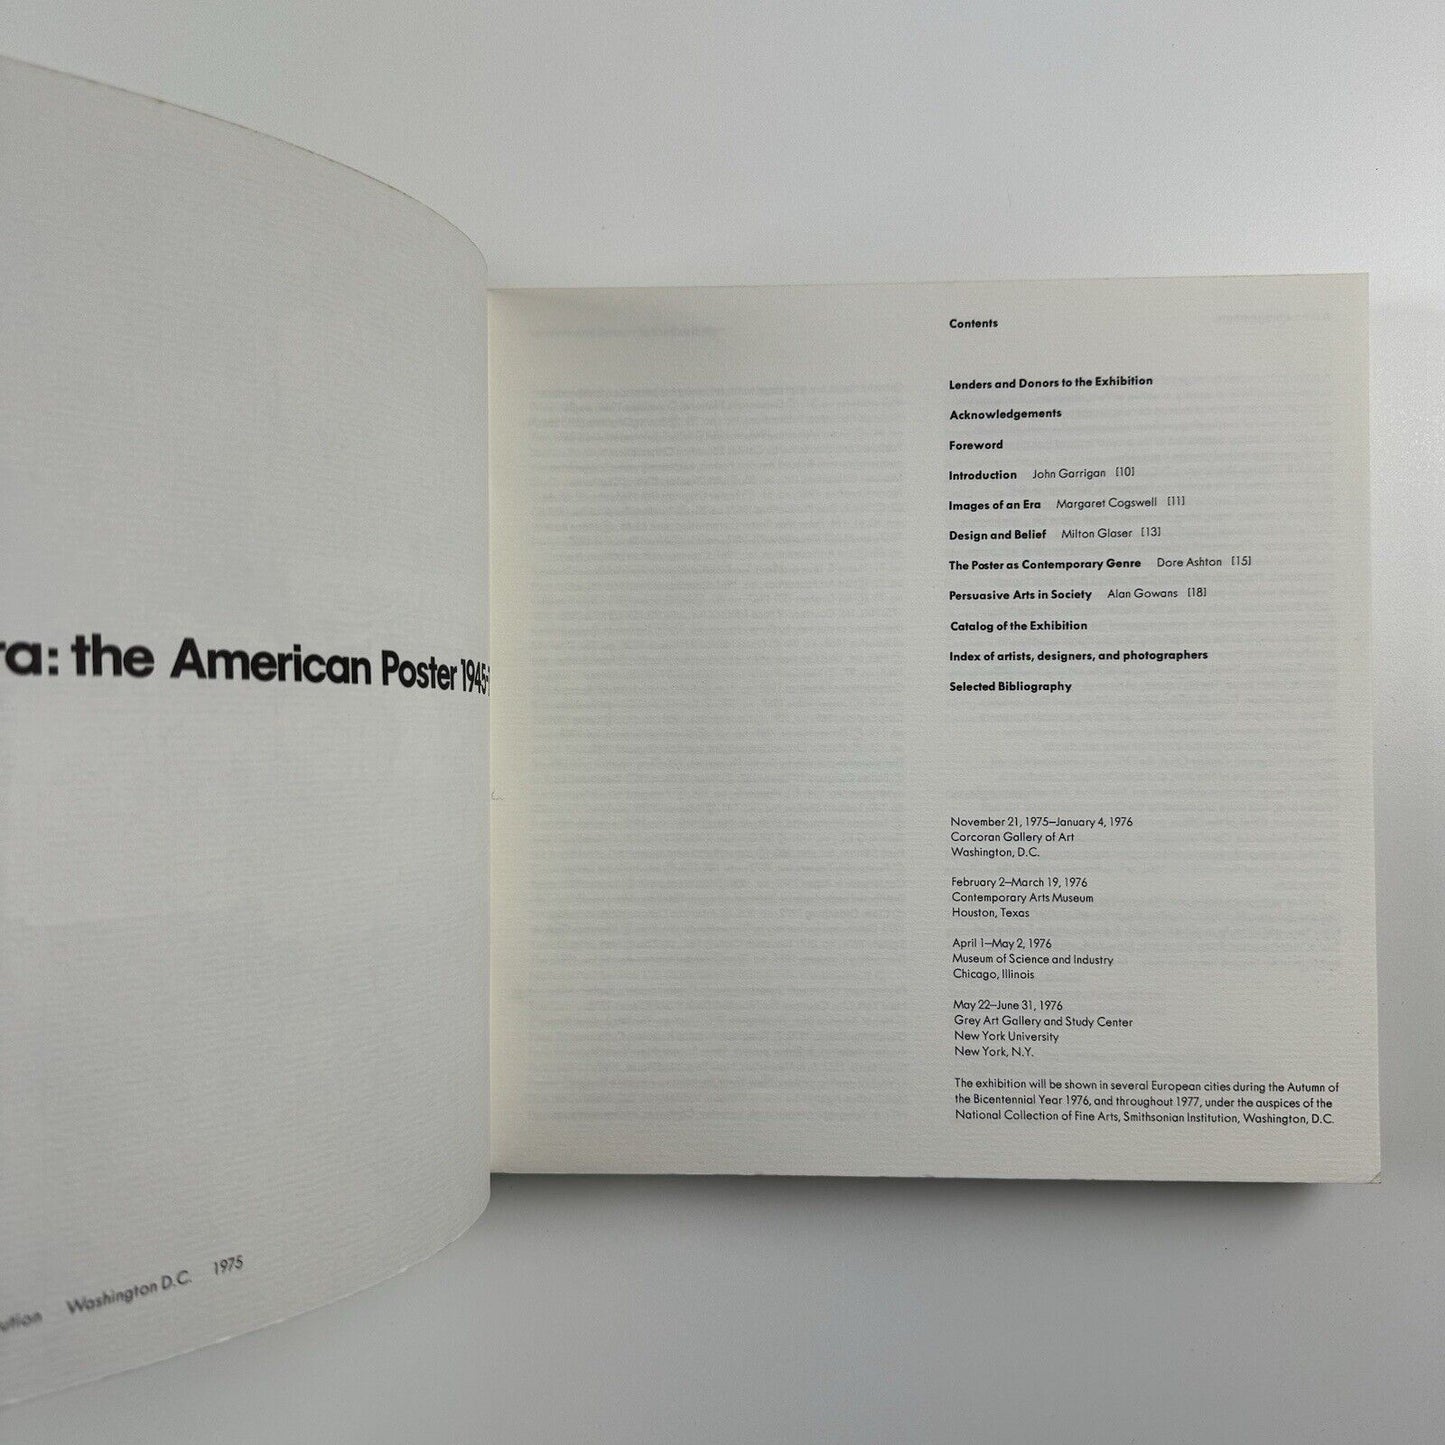 ra: the American Poster 1945-
Washington D.C. 1975
Contents
Lenders and Donors to the Exhibition
Acknowledgements
Foreword
Introduction John Garrigan [10]
Images of an Era Margaret Cogswell [11]
Design and Belief Milton Glaser [13]
The Poster as Contemporary Genre Dore Ashton [15]
Persuasive Arts in Society Alan Gowans [18]
Catalog of the Exhibition
Index of artists, designers, and photographers
Selected Bibliography
November 21, 1975—January 4, 1976
Corcoran Gallery of Art
Washington, D.C.
February 2—March 19, 1976
Contemporary Arts Museum
Houston, Texas
April 1—May 2, 1976
Museum of Science and Industry
Chicago, Illinois
May 22—June 31, 1976
Grey Art Gallery and Study Center
New York University
New York, N.Y.
The exhibition will be shown in several European cities during the Autumn of
the Bicentennial Year 1976, and throughout 1977, under the auspices of the
National Collection of Fine Arts, Smithsonian Institution, Washington, D.C.